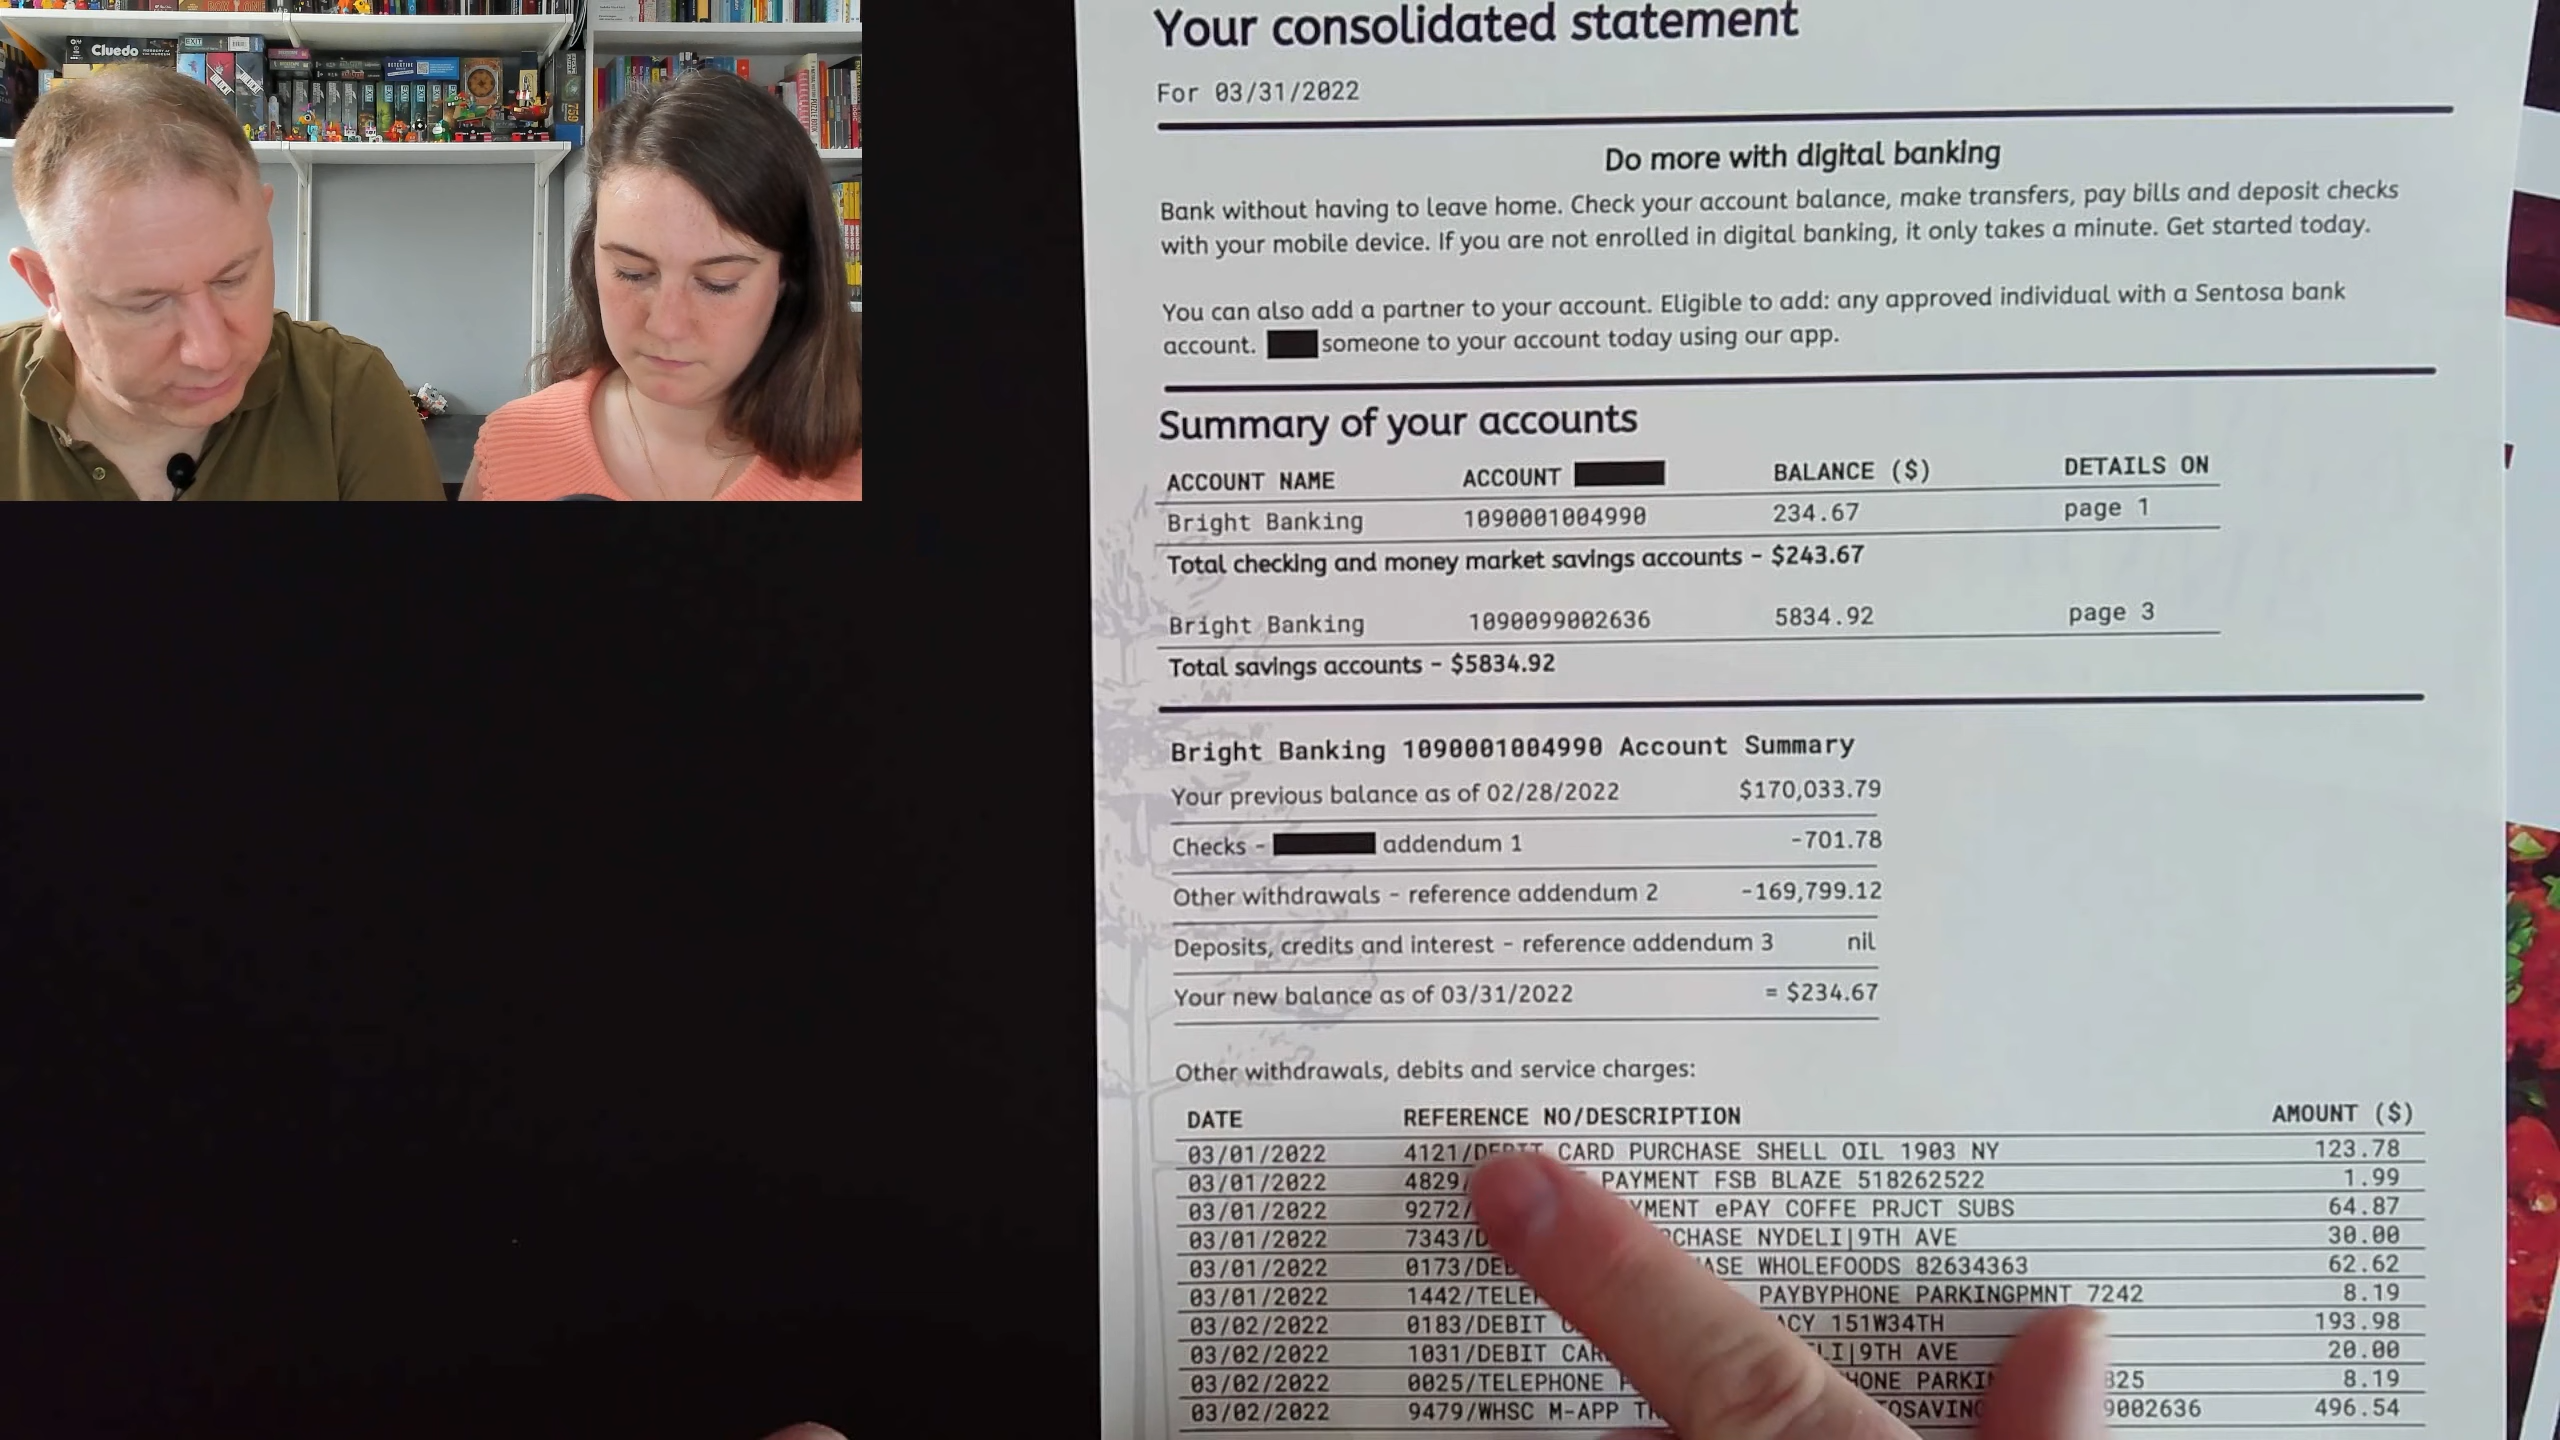 Cluedo
EXIT
Your consolidated statement
For 03/31/2022
Do more with digital banking
Bank without having to leave home. Check your account balance, make transfers, pay bills and deposit checks
with your mobile device. If you are not enrolled in digital banking, it only takes a minute. Get started today.
You can also add a partner to your account. Eligible to add: any approved individual with a Sentosa bank
account. someone to your account today using our app.
Summary of your accounts
ACCOUNT NAME ACCOUNT BALANCE ($) DETAILS ON
Bright Banking 1090001004990 234.67 page 1
Total checking and money market savings accounts - $243.67
Bright Banking 1090099002636 5834.92 page 3
Total savings accounts - $5834.92
Bright Banking 1090001004990 Account Summary
Your previous balance as of 02/28/2022 $170,033.79
Checks - addendum 1 -701.78
Other withdrawals - reference addendum 2 -169,799.12
Deposits, credits and interest - reference addendum 3 nil
Your new balance as of 03/31/2022 = $234.67
Other withdrawals, debits and service charges:
DATE REFERENCE NO/DESCRIPTION AMOUNT ($)
03/01/2022 4121/DEBIT CARD PURCHASE SHELL OIL 1903 NY 123.78
03/01/2022 4829/ PAYMENT FSB BLAZE 518262522 1.99
03/01/2022 9272/ YMENT ePAY COFFE PRJCT SUBS 64.87
03/01/2022 7343/D CHASE NYDELI|9TH AVE 30.00
03/01/2022 0173/DEB ASE WHOLEFOODS 82634363 62.62
03/01/2022 1442/TELE PAYBYPHONE PARKINGPMNT 7242 8.19
03/02/2022 0183/DEBIT ACY 151W34TH 193.98
03/02/2022 1031/DEBIT CAR LI|9TH AVE 20.00
03/02/2022 0025/TELEPHONE HONE PARKI 825 8.19
03/02/2022 9479/WHSC M-APP TR OSAVING 9002636 496.54